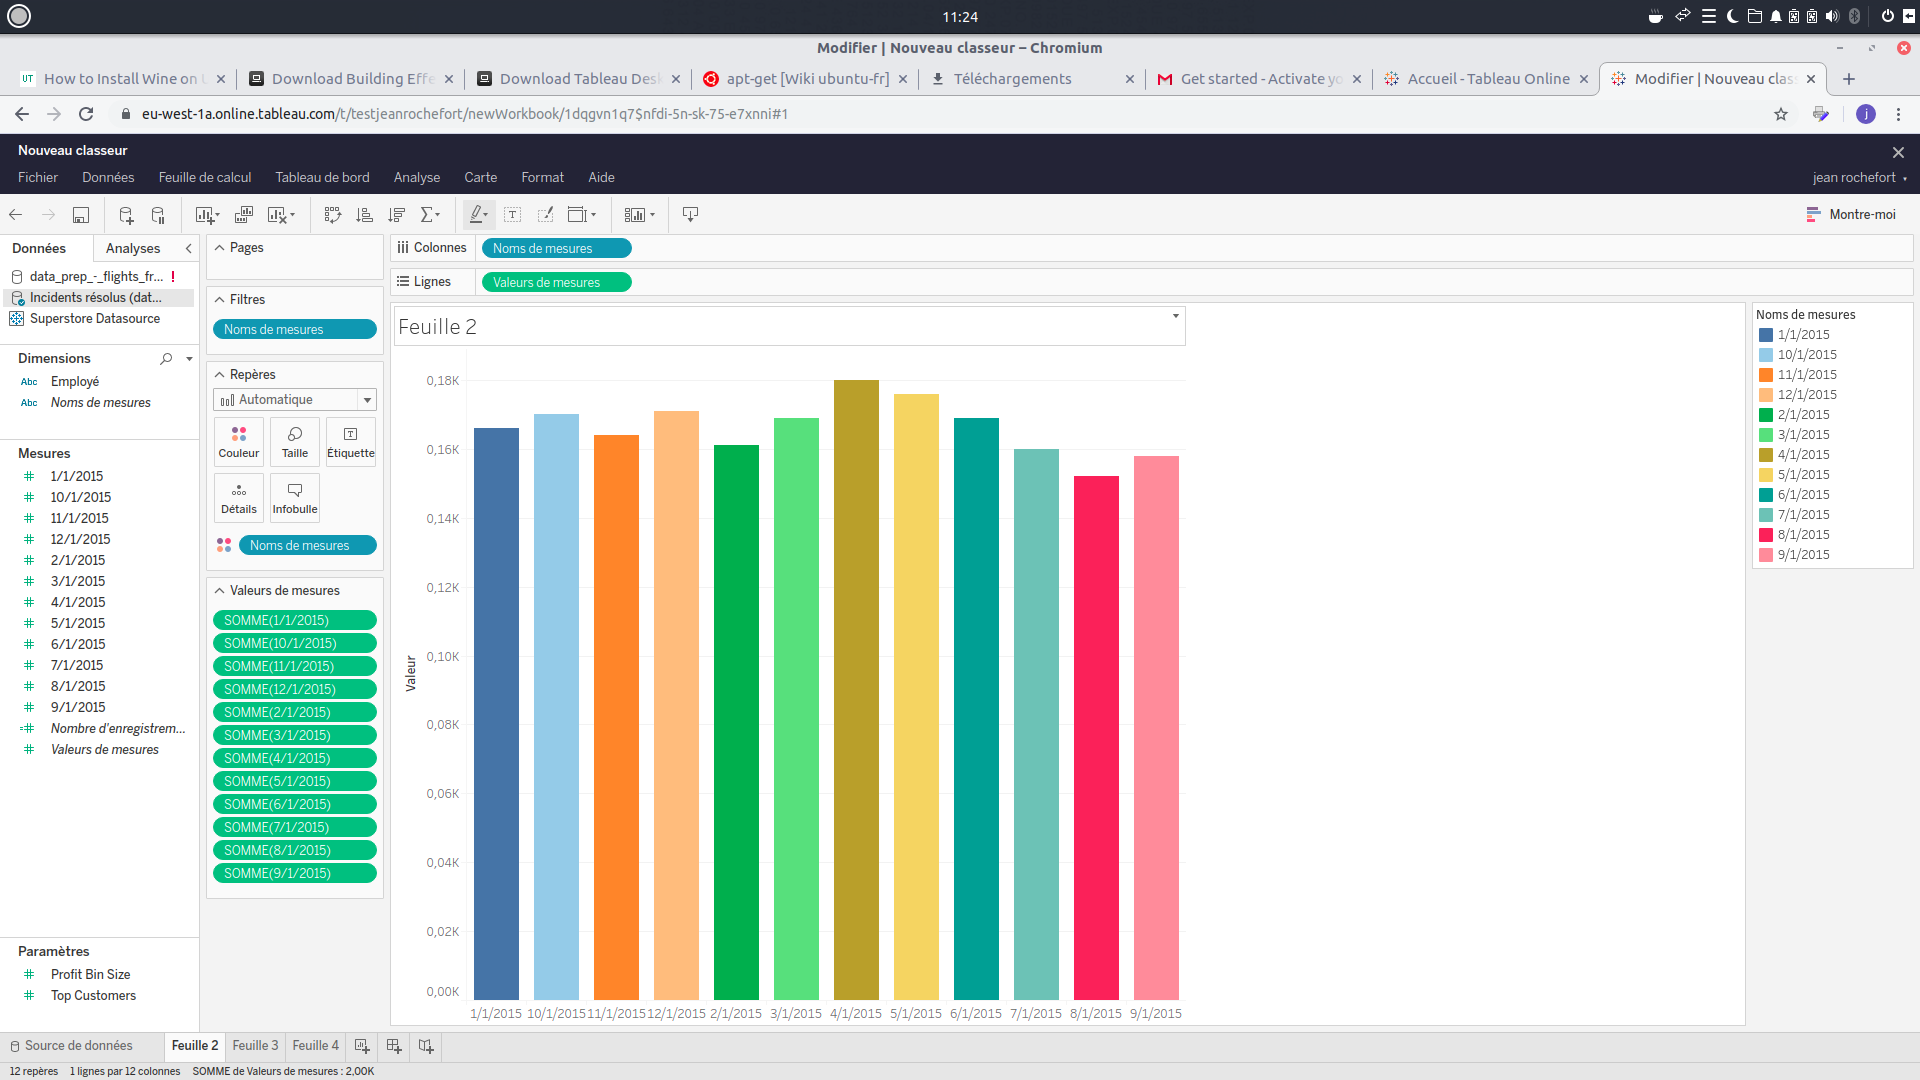 11:24
Modifier | Nouveau classeur – Chromium
How to Install Wine on U
Download Building Effe
Download Tableau Desk
apt-get [Wiki ubuntu-fr]
Téléchargements
Get started - Activate yo
Accueil - Tableau Online
Modifier | Nouveau class
eu-west-1a.online.tableau.com/t/testjeanrochefort/newWorkbook/1dqgvn1q7$nfdi-5n-sk-75-e7xnni#1
j
Nouveau classeur
Fichier Données Feuille de calcul Tableau de bord Analyse Carte Format Aide
jean rochefort
Montre-moi
Données Analyses
data_prep_-_flights_fr... !
Incidents résolus (dat...
Superstore Datasource
Dimensions
Abc Employé
Abc Noms de mesures
Mesures
1/1/2015
10/1/2015
11/1/2015
12/1/2015
2/1/2015
3/1/2015
4/1/2015
5/1/2015
6/1/2015
7/1/2015
8/1/2015
9/1/2015
Nombre d'enregistrem...
Valeurs de mesures
Paramètres
Profit Bin Size
Top Customers
Pages
Filtres
Noms de mesures
Repères
Automatique
Couleur Taille Étiquette
Détails Infobulle
Noms de mesures
Valeurs de mesures
SOMME(1/1/2015)
SOMME(10/1/2015)
SOMME(11/1/2015)
SOMME(12/1/2015)
SOMME(2/1/2015)
SOMME(3/1/2015)
SOMME(4/1/2015)
SOMME(5/1/2015)
SOMME(6/1/2015)
SOMME(7/1/2015)
SOMME(8/1/2015)
SOMME(9/1/2015)
Colonnes Noms de mesures
Lignes Valeurs de mesures
Feuille 2
0,18K
0,16K
0,14K
0,12K
0,10K
0,08K
0,06K
0,04K
0,02K
0,00K
Valeur
1/1/2015 10/1/2015 11/1/2015 12/1/2015 2/1/2015 3/1/2015 4/1/2015 5/1/2015 6/1/2015 7/1/2015 8/1/2015 9/1/2015
Noms de mesures
1/1/2015
10/1/2015
11/1/2015
12/1/2015
2/1/2015
3/1/2015
4/1/2015
5/1/2015
6/1/2015
7/1/2015
8/1/2015
9/1/2015
Source de données Feuille 2 Feuille 3 Feuille 4
12 repères 1 lignes par 12 colonnes SOMME de Valeurs de mesures : 2,00K